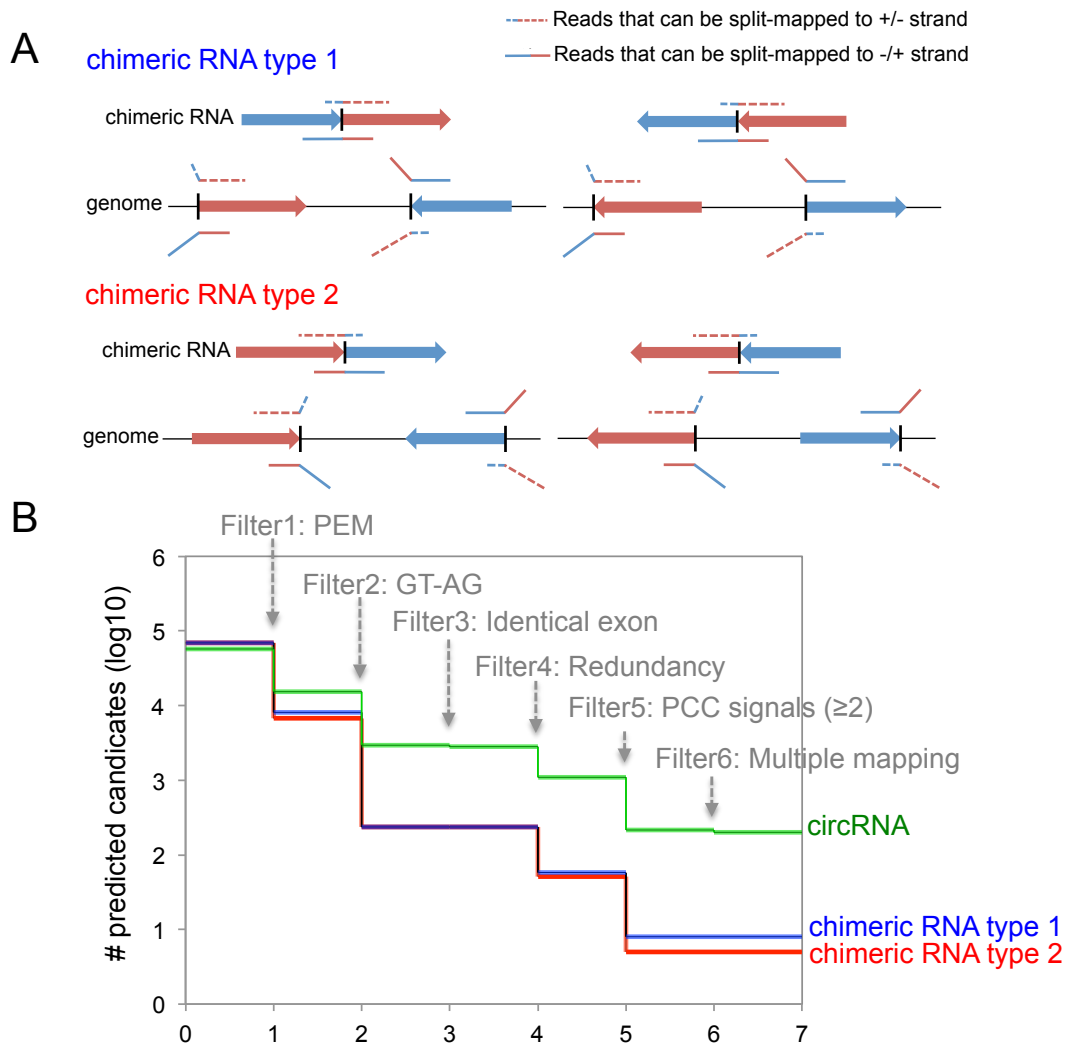 A
Reads that can be split-mapped to +/- strand
Reads that can be split-mapped to -/+ strand
chimeric RNA type 1
chimeric RNA
genome
chimeric RNA type 2
chimeric RNA
genome
B
Filter1: PEM
Filter2: GT-AG
Filter3: Identical exon
Filter4: Redundancy
Filter5: PCC signals (≥2)
Filter6: Multiple mapping
# predicted candicates (log10)
6
5
4
3
2
1
0
circRNA
chimeric RNA type 1
chimeric RNA type 2
0 1 2 3 4 5 6 7